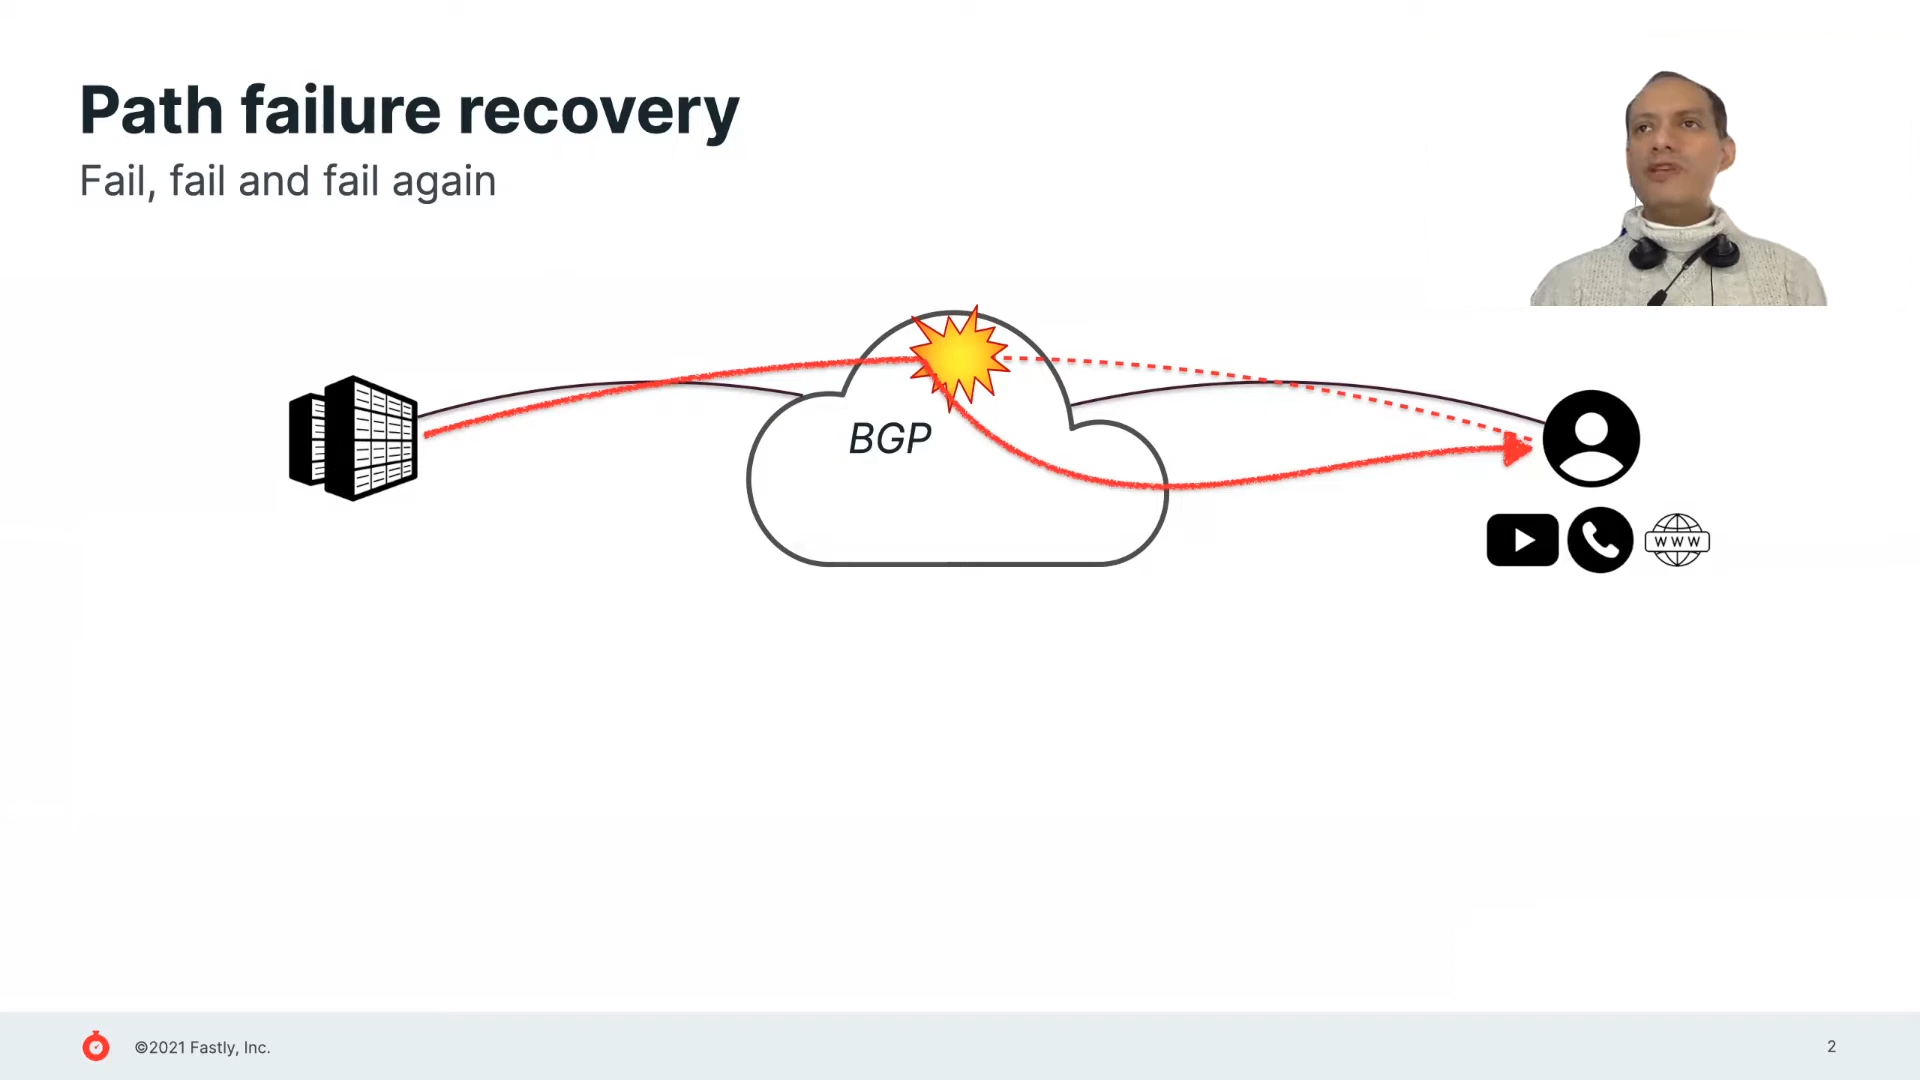 Path failure recovery
Fail, fail and fail again
BGP
WWW
©2021 Fastly, Inc.
2